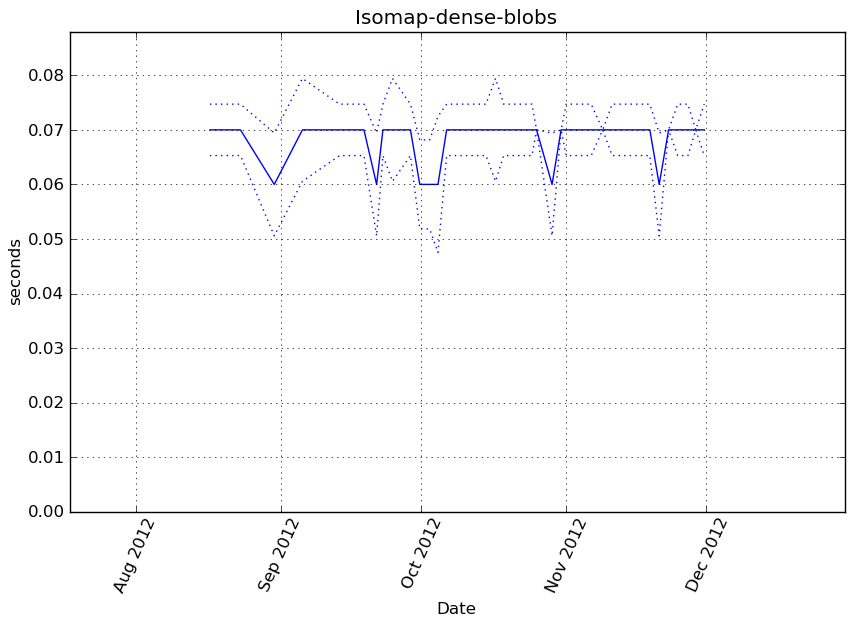 Isomap-dense-blobs
0.08
0.07
0.06
0.05
0.04
0.03
0.02
0.01
0.00
seconds
Aug 2012
Sep 2012
Oct 2012
Nov 2012
Dec 2012
Date